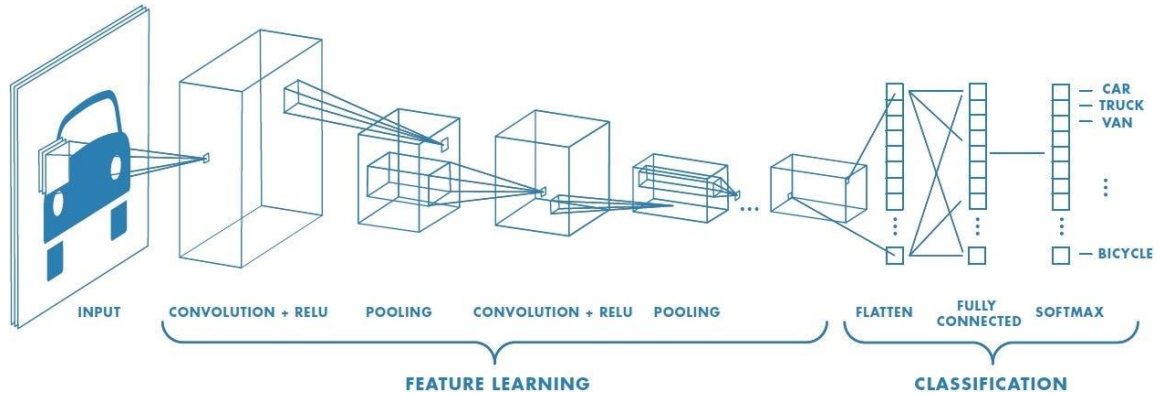 CAR
TRUCK
VAN
BICYCLE
INPUT
CONVOLUTION + RELU
POOLING
CONVOLUTION + RELU
POOLING
FLATTEN
FULLY
CONNECTED
SOFTMAX
FEATURE LEARNING
CLASSIFICATION